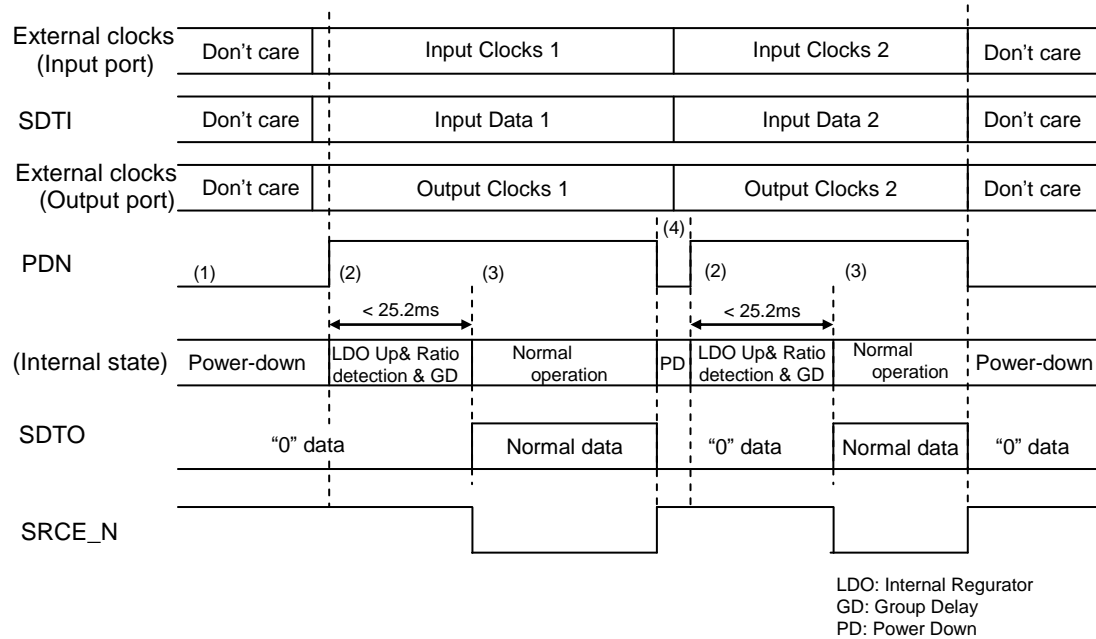 External clocks
(Input port)
Don't care
Input Clocks 1
Input Clocks 2
Don't care
SDTI
Don't care
Input Data 1
Input Data 2
Don't care
External clocks
(Output port)
Don't care
Output Clocks 1
Output Clocks 2
Don't care
(4)
PDN
(1)
(2)
(3)
(2)
(3)
< 25.2ms
< 25.2ms
(Internal state)
Power-down
LDO Up& Ratio
detection & GD
Normal
operation
PD
LDO Up& Ratio
detection & GD
Normal
operation
Power-down
SDTO
“0” data
Normal data
“0” data
Normal data
“0” data
SRCE_N
LDO: Internal Regurator
GD: Group Delay
PD: Power Down